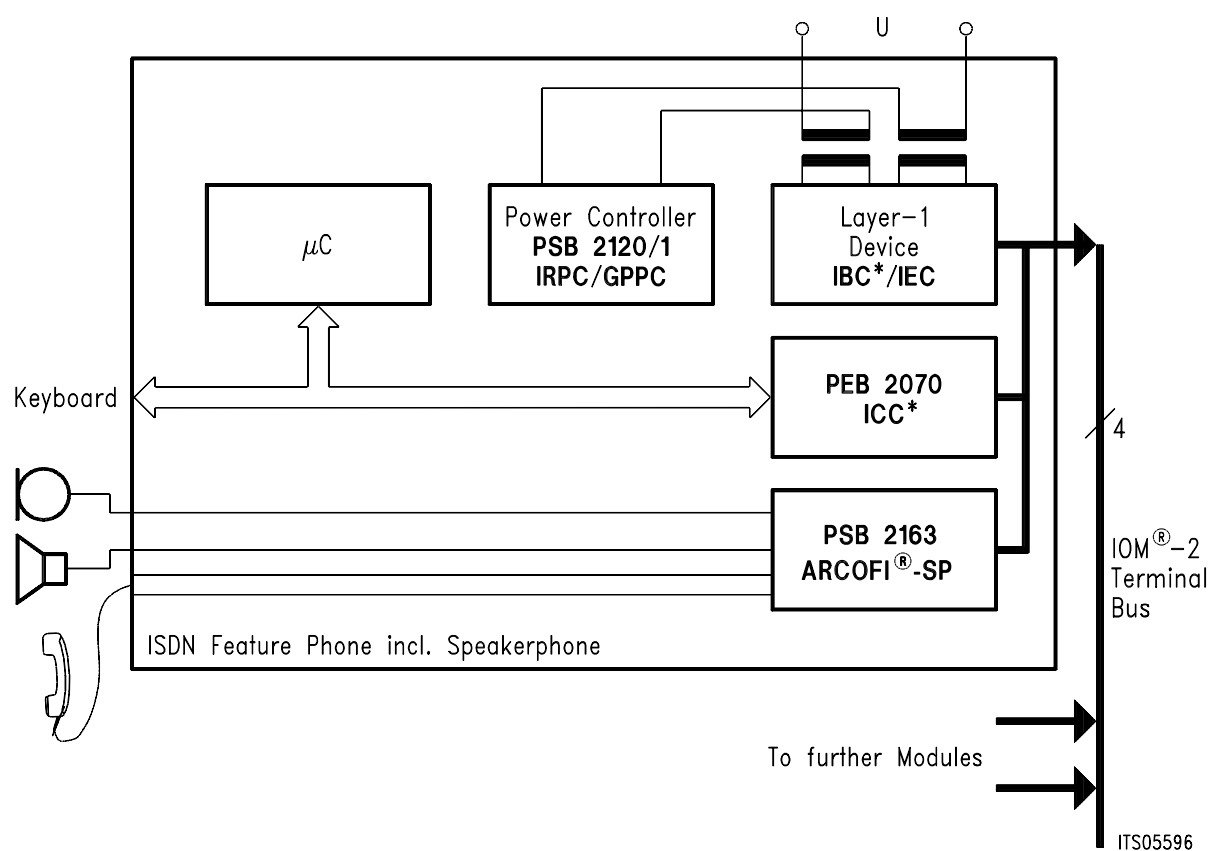 U
μC
Power Controller
PSB 2120/1
IRPC/GPPC
Layer-1
Device
IBC*/IEC
Keyboard
PEB 2070
ICC*
4
PSB 2163
ARCOFI®-SP
IOM®-2
Terminal
Bus
ISDN Feature Phone incl. Speakerphone
To further Modules
ITS05596